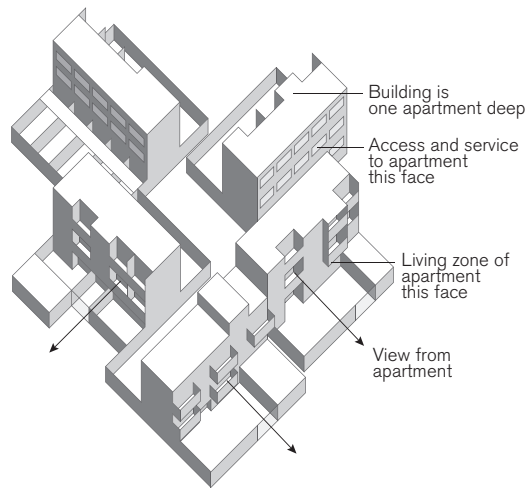 Building is
one apartment deep
Access and service
to apartment
this face
Living zone of
apartment
this face
View from
apartment